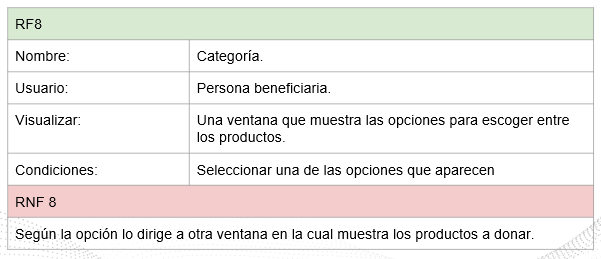 RF8
Nombre: Categoría.
Usuario: Persona beneficiaria.
Visualizar: Una ventana que muestra las opciones para escoger entre
los productos.
Condiciones: Seleccionar una de las opciones que aparecen
RNF 8
Según la opción lo dirige a otra ventana en la cual muestra los productos a donar.